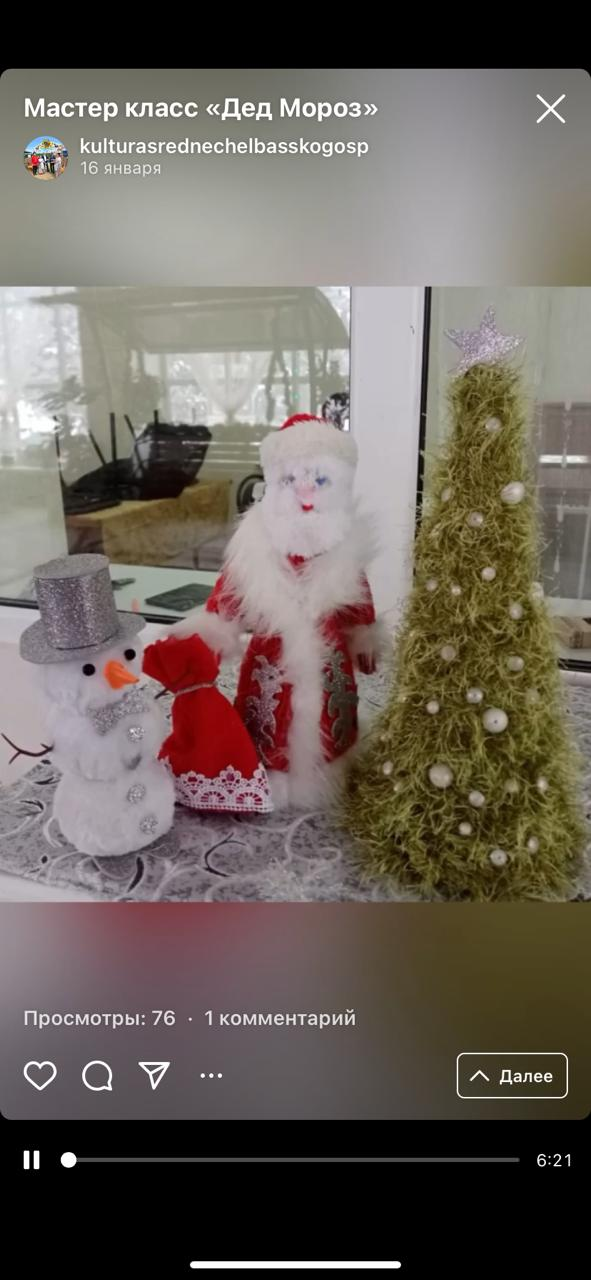 Мастер класс «Дед Мороз»
kulturasrednechelbasskogosp
16 января
Просмотры: 76 · 1 комментарий
Далее
6:21